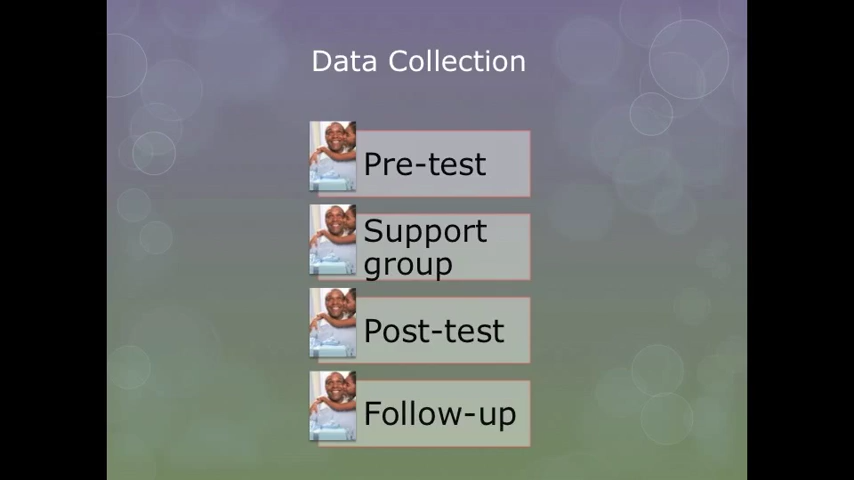 Data Collection
Pre-test
Support
group
Post-test
Follow-up